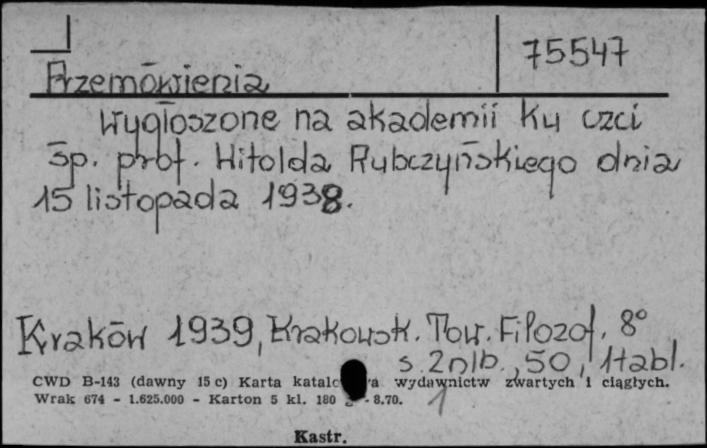 75547
Przemówienia
wygłoszone na akademii ku czci
śp. prof. Witolda Rubczyńskiego dnia
15 listopada 1938.
Kraków 1939, Krakowsk. Tow. Filozof. 8°
s. 2nlb., 50, 1 tabl.
CWD B-143 (dawny 15 c) Karta katalo a wydawnictw zwartych i ciągłych.
Wrak 674 - 1.625.000 - Karton 5 kl. 180 - 8.70.
1
Kastr.